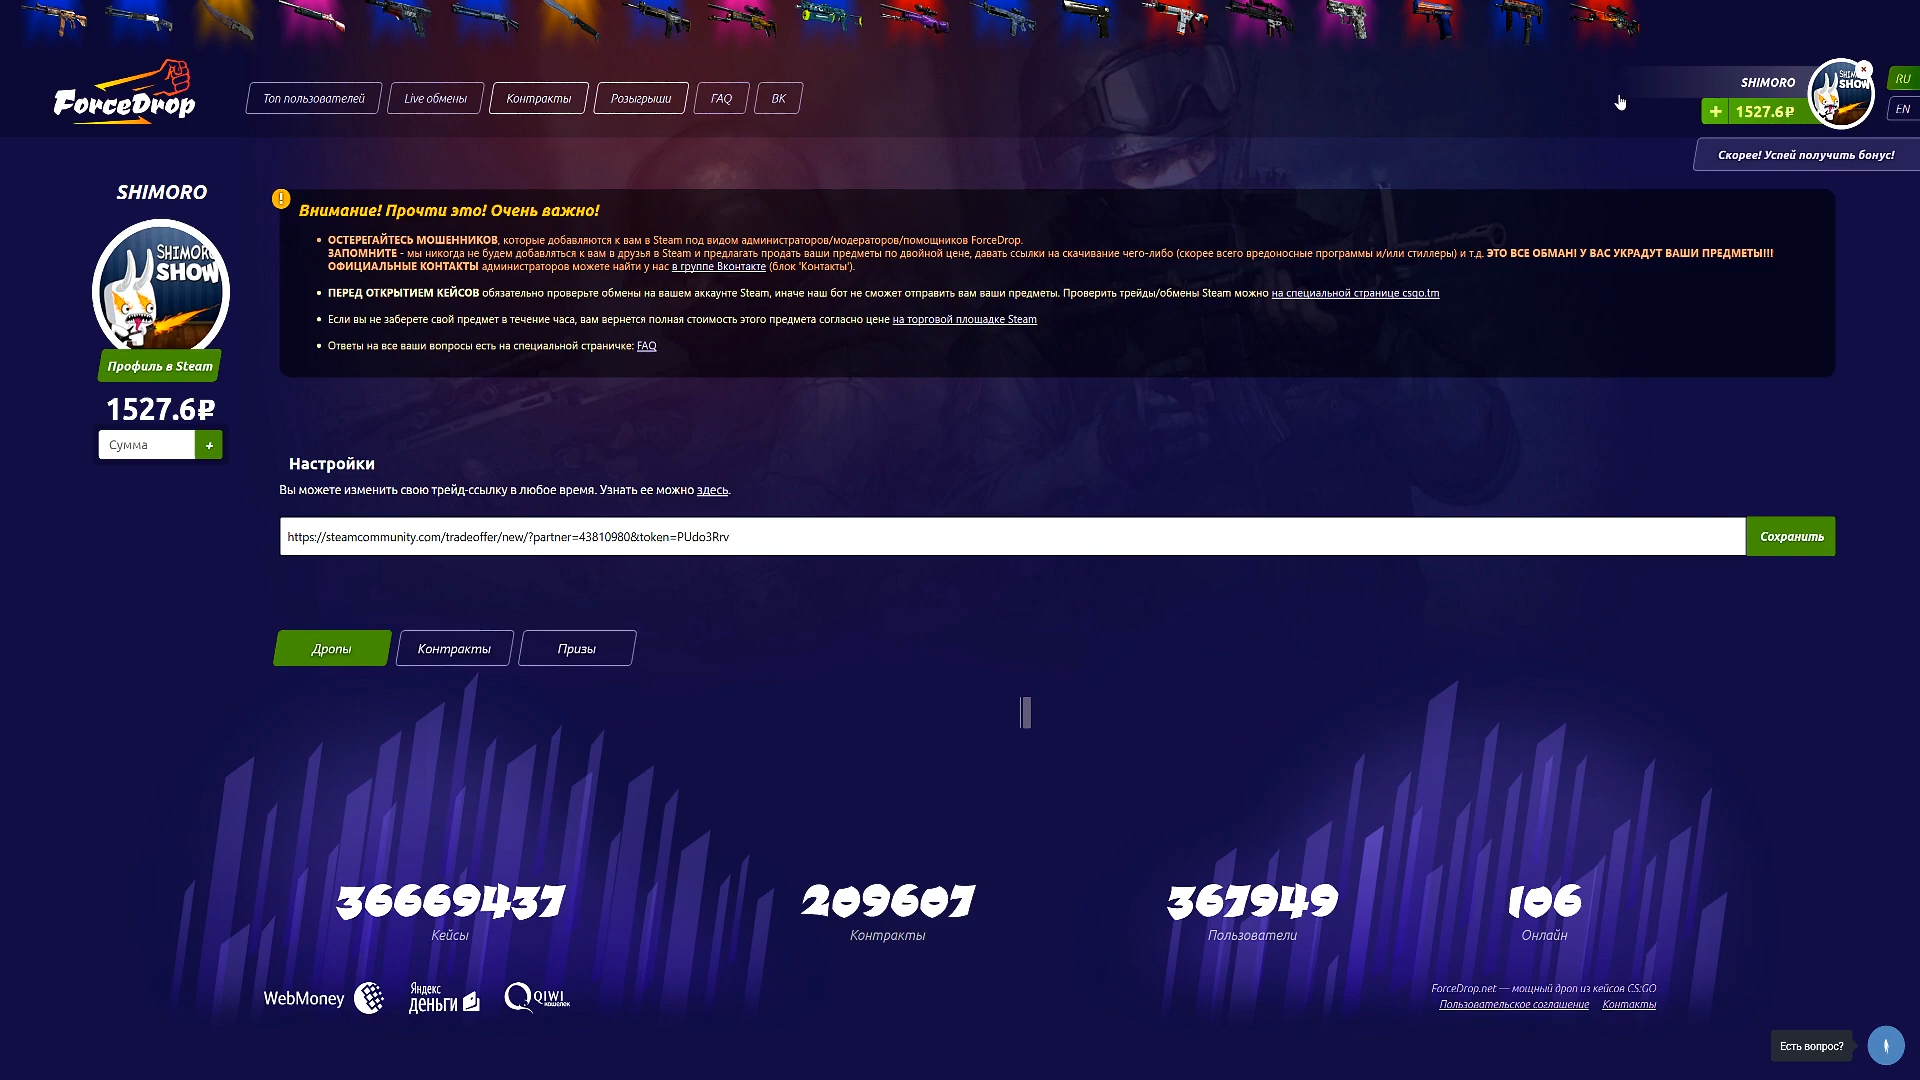 ForceDrop
Топ пользователей
Live обмены
Контракты
Розыгрыши
FAQ
ВК
SHIMORO
+ 1527.6₽
SHIMORO SHOW
RU
EN
Скорее! Успей получить бонус!
SHIMORO
SHIMORO
SHOW
Профиль в Steam
1527.6₽
Сумма +
! Внимание! Прочти это! Очень важно!
• ОСТЕРЕГАЙТЕСЬ МОШЕННИКОВ, которые добавляются к вам в Steam под видом администраторов/модераторов/помощников ForceDrop.
ЗАПОМНИТЕ - мы никогда не будем добавляться к вам в друзья в Steam и предлагать продать ваши предметы по двойной цене, давать ссылки на скачивание чего-либо (скорее всего вредоносные программы и/или стиллеры) и т.д. ЭТО ВСЕ ОБМАН! У ВАС УКРАДУТ ВАШИ ПРЕДМЕТЫ!!!
ОФИЦИАЛЬНЫЕ КОНТАКТЫ администраторов можете найти у нас в группе Вконтакте (блок 'Контакты').
• ПЕРЕД ОТКРЫТИЕМ КЕЙСОВ обязательно проверьте обмены на вашем аккаунте Steam, иначе наш бот не сможет отправить вам ваши предметы. Проверить трейды/обмены Steam можно на специальной странице csgo.tm
• Если вы не заберете свой предмет в течение часа, вам вернется полная стоимость этого предмета согласно цене на торговой площадке Steam
• Ответы на все ваши вопросы есть на специальной страничке: FAQ
Настройки
Вы можете изменить свою трейд-ссылку в любое время. Узнать ее можно здесь.
https://steamcommunity.com/tradeoffer/new/?partner=43810980&token=PUdo3Rrv
Сохранить
Дропы
Контракты
Призы
36669437
Кейсы
209607
Контракты
367949
Пользователи
106
Онлайн
WebMoney
Яндекс
деньги
QIWI
кошелек
ForceDrop.net — мощный дроп из кейсов CS:GO
Пользовательское соглашение Контакты
Есть вопрос?